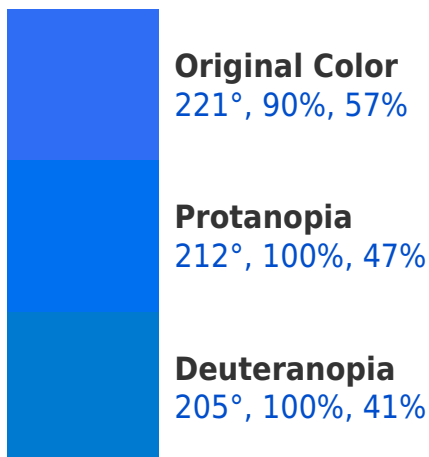 Original Color
221°, 90%, 57%
Protanopia
212°, 100%, 47%
Deuteranopia
205°, 100%, 41%